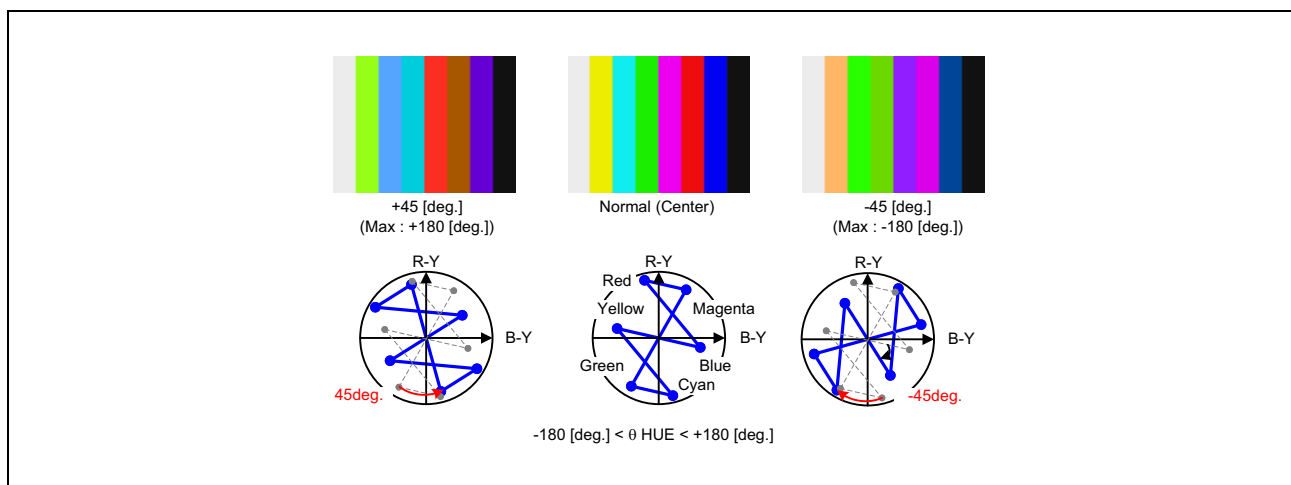 +45 [deg.]
(Max : +180 [deg.])
Normal (Center)
-45 [deg.]
(Max : -180 [deg.])
R-Y
B-Y
45deg.
R-Y
Red
Yellow
Magenta
B-Y
Green
Blue
Cyan
R-Y
B-Y
-45deg.
-180 [deg.] < θ HUE < +180 [deg.]